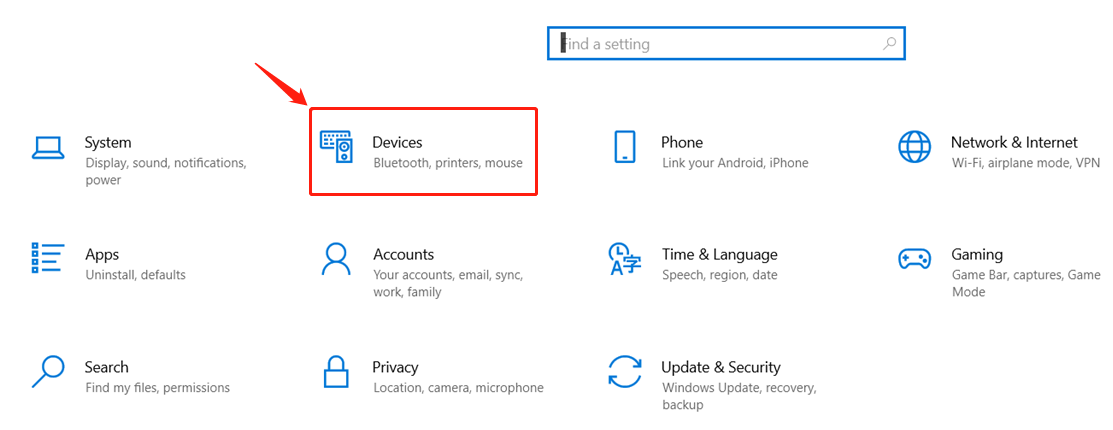 Find a setting
System
Display, sound, notifications,
power
Devices
Bluetooth, printers, mouse
Phone
Link your Android, iPhone
Network & Internet
Wi-Fi, airplane mode, VPN
Apps
Uninstall, defaults
Accounts
Your accounts, email, sync,
work, family
Time & Language
Speech, region, date
Gaming
Game Bar, captures, Game
Mode
Search
Find my files, permissions
Privacy
Location, camera, microphone
Update & Security
Windows Update, recovery,
backup